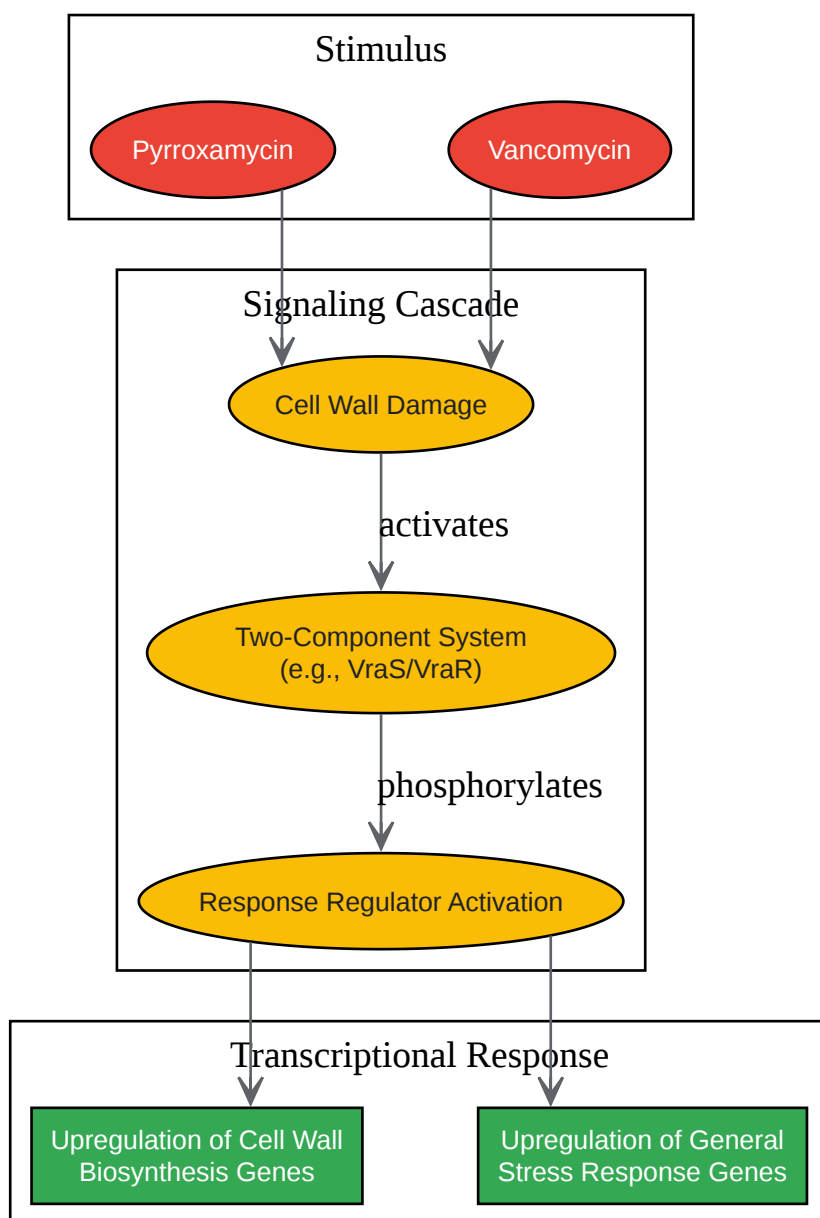 Stimulus
Pyrroxamycin
Vancomycin
Signaling Cascade
Cell Wall Damage
activates
Two-Component System
(e.g., VraS/VraR)
phosphorylates
Response Regulator Activation
Transcriptional Response
Upregulation of Cell Wall
Biosynthesis Genes
Upregulation of General
Stress Response Genes